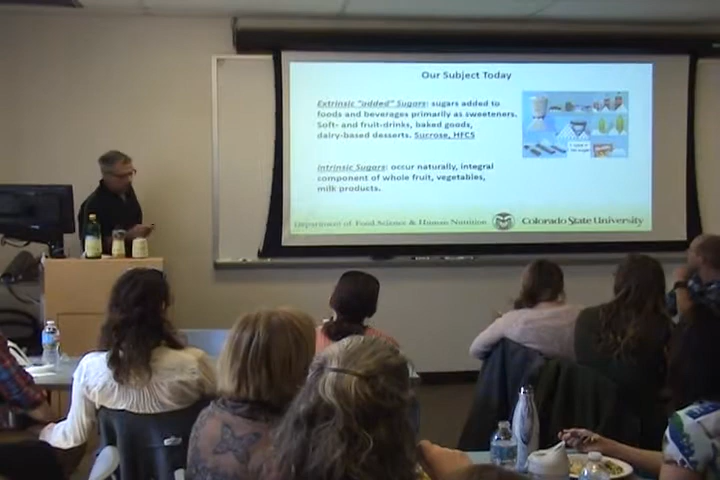 Our Subject Today
Extrinsic "added" Sugars: sugars added to
foods and beverages primarily as sweeteners.
Soft- and fruit-drinks, baked goods,
dairy-based desserts. Sucrose, HFCS
Intrinsic Sugars: occur naturally, integral
component of whole fruit, vegetables,
milk products.
Department of Food Science & Human Nutrition Colorado State University